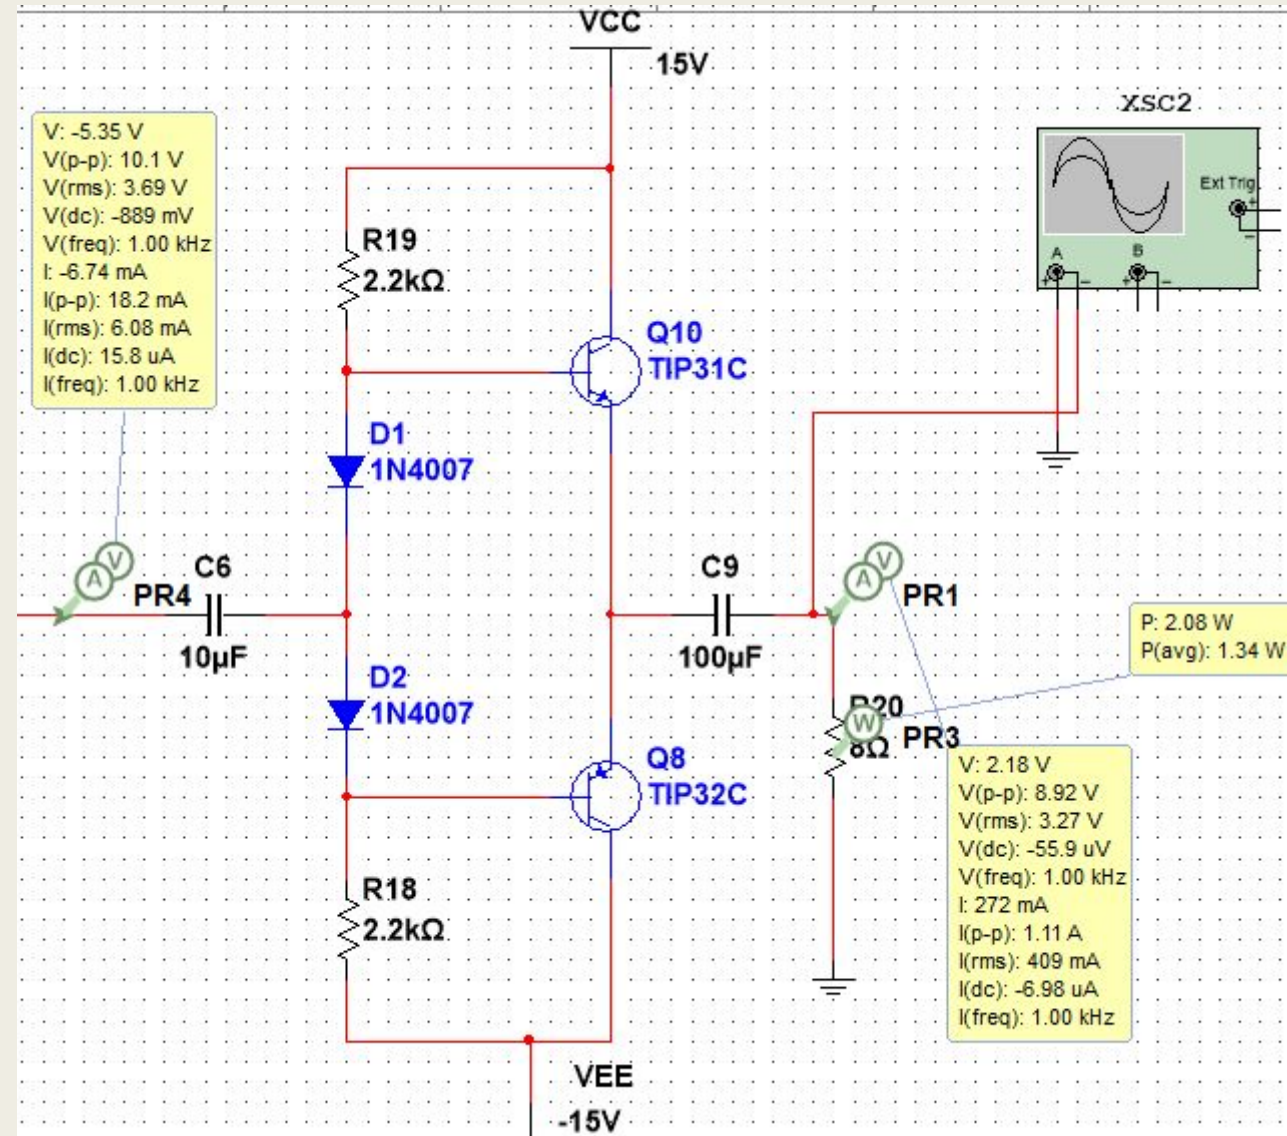 VCC
15V
XSC2
Ext Trig
+
−
A
B
+
−
+
−
V: -5.35 V
V(p-p): 10.1 V
V(rms): 3.69 V
V(dc): -889 mV
V(freq): 1.00 kHz
I: -6.74 mA
I(p-p): 18.2 mA
I(rms): 6.08 mA
I(dc): 15.8 uA
I(freq): 1.00 kHz
R19
2.2kΩ
Q10
TIP31C
D1
1N4007
V
A
PR4
C6
10µF
C9
100µF
V
A
PR1
P: 2.08 W
P(avg): 1.34 W
D2
1N4007
R20
8Ω
W
PR3
Q8
TIP32C
V: 2.18 V
V(p-p): 8.92 V
V(rms): 3.27 V
V(dc): -55.9 uV
V(freq): 1.00 kHz
I: 272 mA
I(p-p): 1.11 A
I(rms): 409 mA
I(dc): -6.98 uA
I(freq): 1.00 kHz
R18
2.2kΩ
VEE
-15V